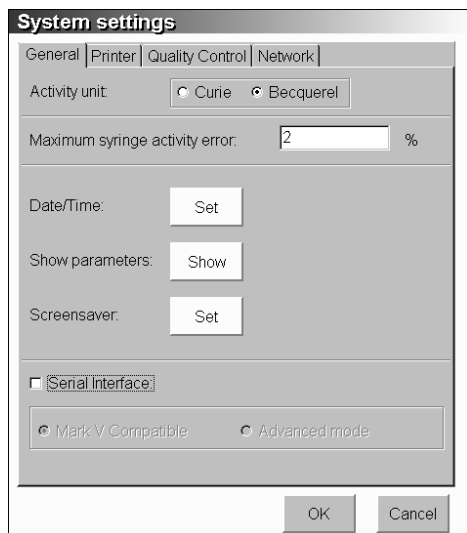 System settings
General Printer Quality Control Network
Activity unit: Curie Becquerel
Maximum syringe activity error: 2 %
Date/Time: Set
Show parameters: Show
Screensaver: Set
Serial Interface:
Mark V Compatible Advanced mode
OK Cancel